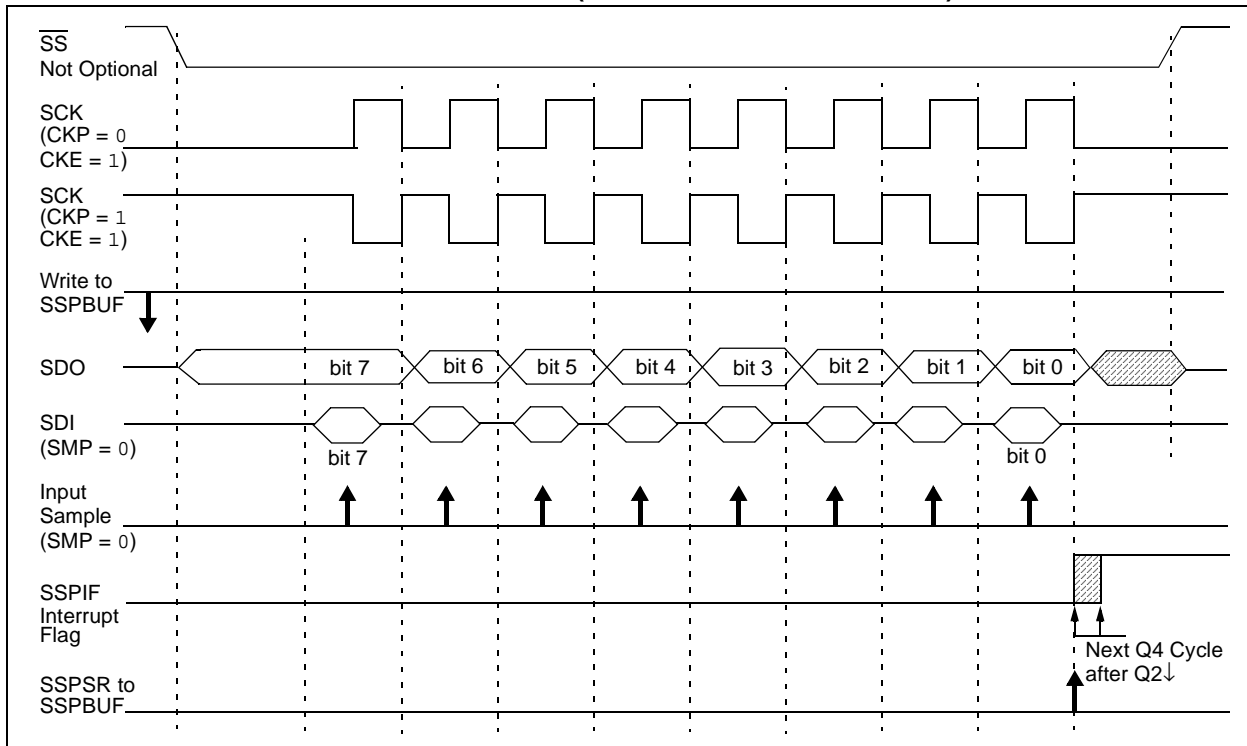 SS
Not Optional
SCK
(CKP = 0
CKE = 1)
SCK
(CKP = 1
CKE = 1)
Write to
SSPBUF
SDO
bit 7 bit 6 bit 5 bit 4 bit 3 bit 2 bit 1 bit 0
SDI
(SMP = 0)
bit 7 bit 0
Input
Sample
(SMP = 0)
SSPIF
Interrupt
Flag
Next Q4 Cycle
after Q2↓
SSPSR to
SSPBUF